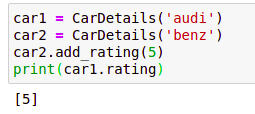 car1 = CarDetails('audi')
car2 = CarDetails('benz')
car2.add_rating(5)
print(car1.rating)
[5]